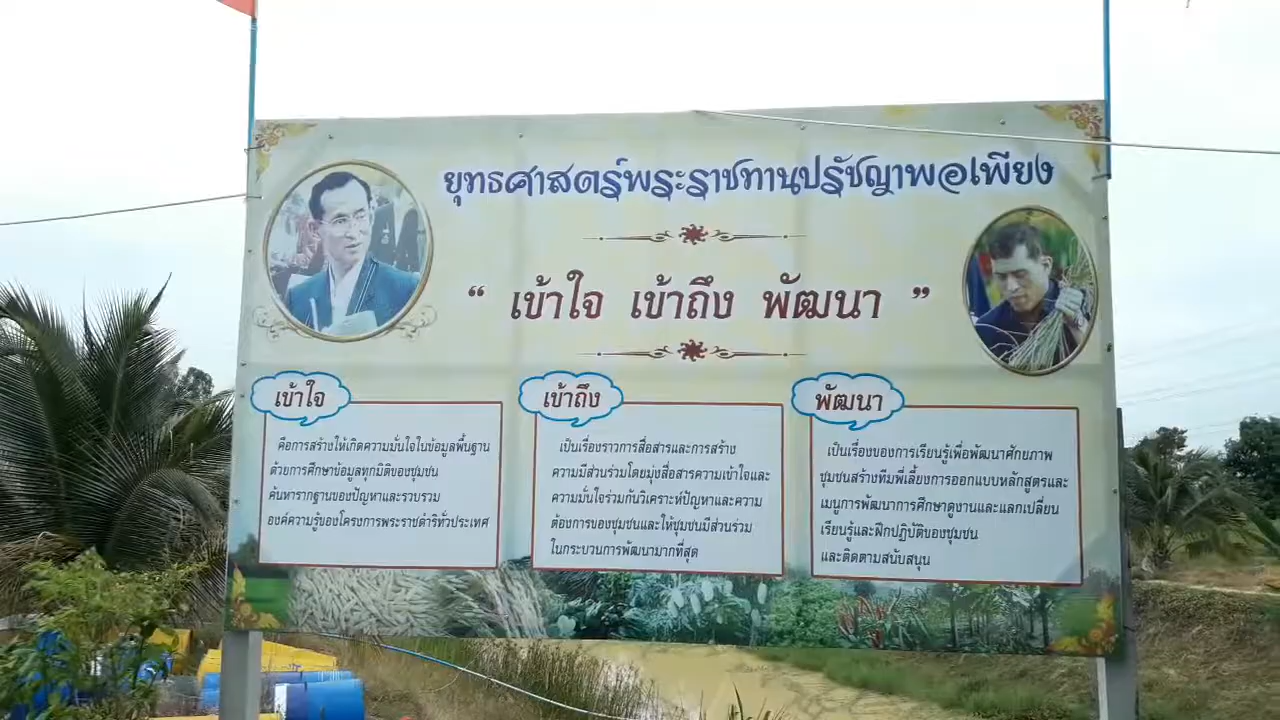 ยุทธศาสตร์พระราชทานปรัชญาพอเพียง
“ เข้าใจ เข้าถึง พัฒนา ”
เข้าใจ
คือการสร้างให้เกิดความมั่นใจในข้อมูลพื้นฐาน
ด้วยการศึกษาข้อมูลทุกมิติของชุมชน
ค้นหารากฐานของปัญหาและรวบรวม
องค์ความรู้ของโครงการพระราชดำริทั่วประเทศ
เข้าถึง
เป็นเรื่องราวการสื่อสารและการสร้าง
ความมีส่วนร่วมโดยมุ่งสื่อสารความเข้าใจและ
ความมั่นใจร่วมกันวิเคราะห์ปัญหาและความ
ต้องการของชุมชนและให้ชุมชนมีส่วนร่วม
ในกระบวนการพัฒนามากที่สุด
พัฒนา
เป็นเรื่องของการเรียนรู้เพื่อพัฒนาศักยภาพ
ชุมชนสร้างทีมพี่เลี้ยงการออกแบบหลักสูตรและ
เมนูการพัฒนาการศึกษาดูงานและแลกเปลี่ยน
เรียนรู้และฝึกปฏิบัติของชุมชน
และติดตามสนับสนุน